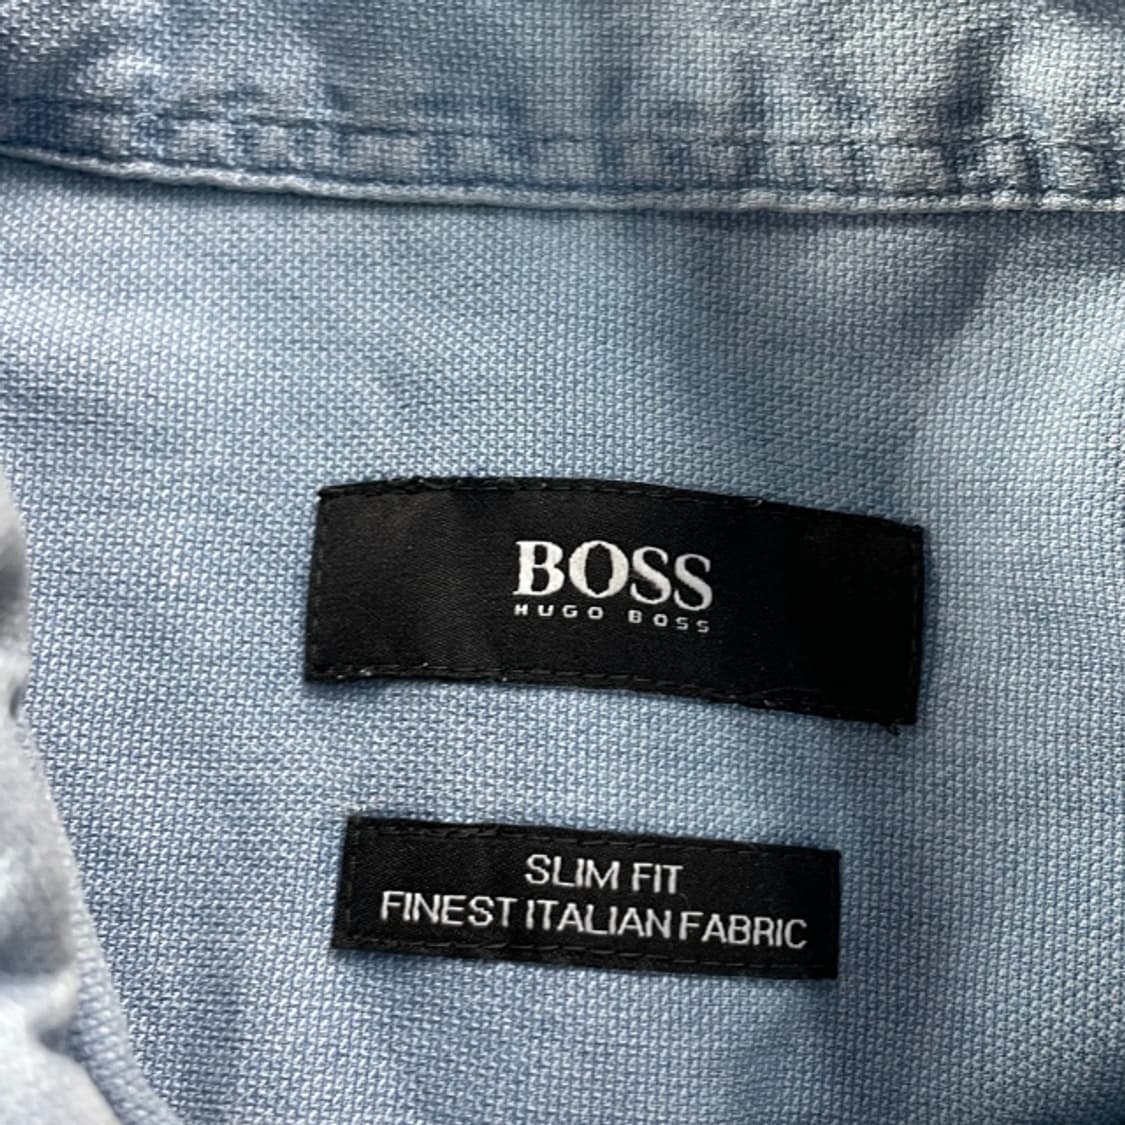 BOSS
HUGO BOSS
SLIM FIT
FINEST ITALIAN FABRIC